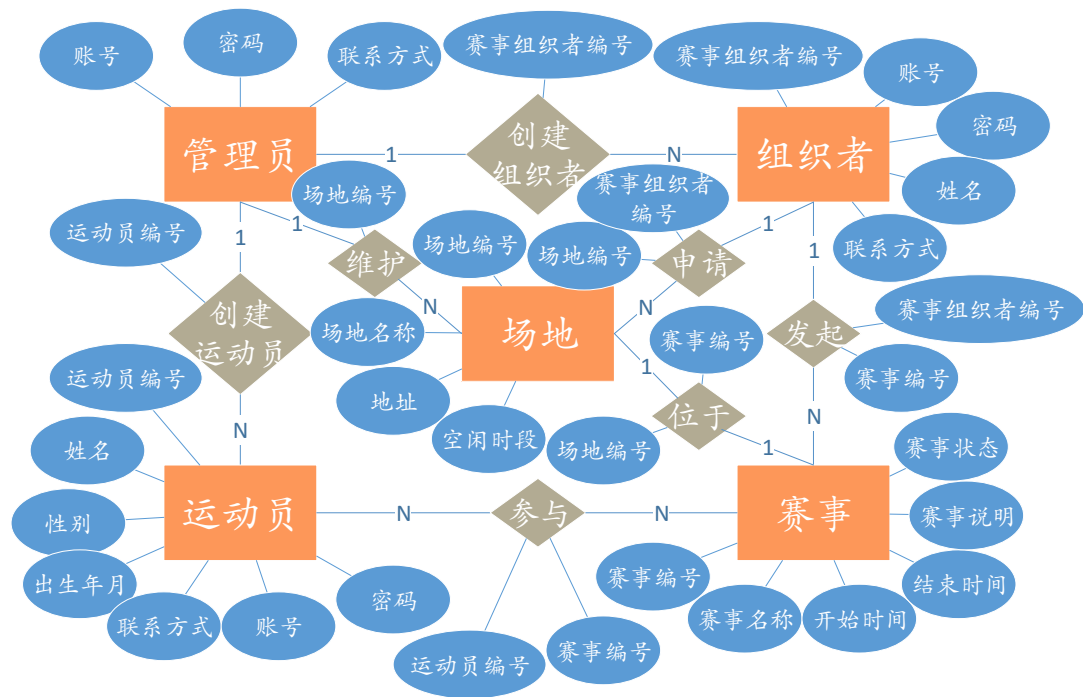 账号
密码
联系方式
赛事组织者编号
赛事组织者编号
账号
密码
姓名
联系方式
管理员
1
创建
组织者
N
组织者
场地编号
赛事组织者
编号
运动员编号
1
1
1
1
维护
场地编号
场地编号
申请
N
N
创建
运动员
场地名称
场地
赛事编号
发起
赛事组织者编号
赛事编号
运动员编号
地址
空闲时段
1
位于
场地编号
1
N
N
姓名
性别
出生年月
联系方式
账号
密码
运动员
N
参与
N
赛事
赛事状态
赛事说明
结束时间
开始时间
赛事名称
赛事编号
运动员编号
赛事编号